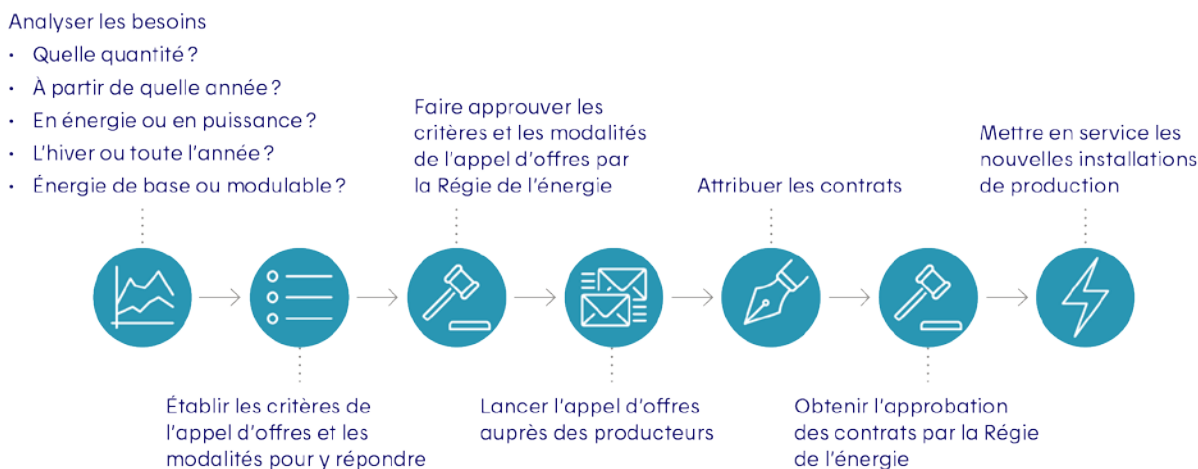 Analyser les besoins
• Quelle quantité ?
• À partir de quelle année ?
• En énergie ou en puissance ?
• L'hiver ou toute l'année ?
• Énergie de base ou modulable ?
Établir les critères de
l'appel d'offres et les
modalités pour y répondre
Faire approuver les
critères et les modalités
de l'appel d'offres par
la Régie de l'énergie
Lancer l'appel d'offres
auprès des producteurs
Attribuer les contrats
Obtenir l'approbation
des contrats par la Régie
de l'énergie
Mettre en service les
nouvelles installations
de production